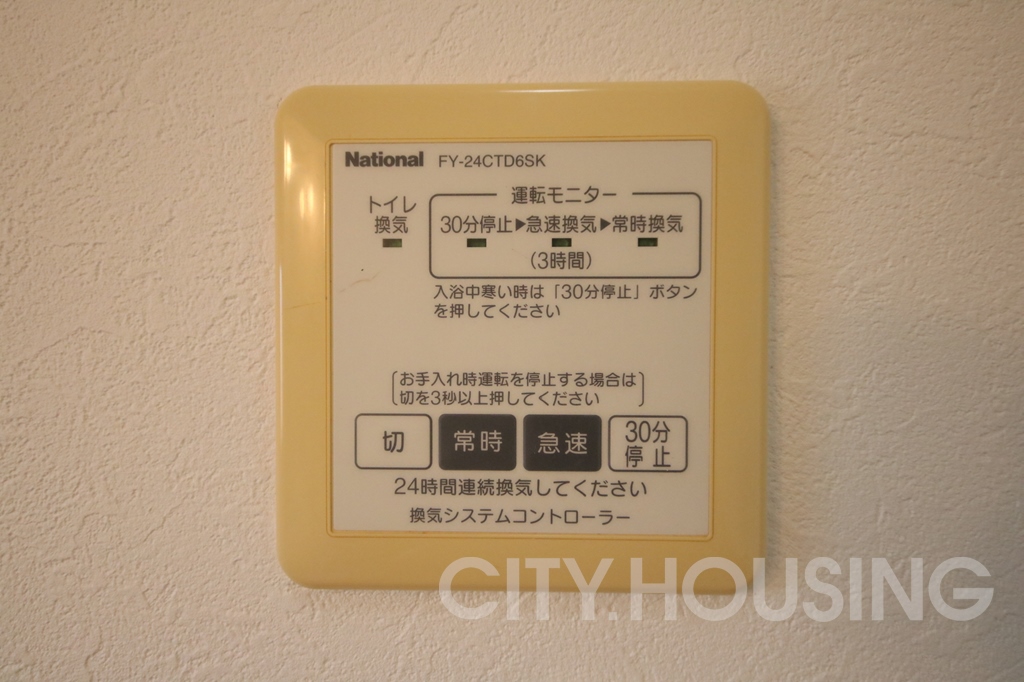 National FY-24CTD6SK
トイレ
換気
運転モニター
30分停止▶急速換気▶常時換気
(3時間)
入浴中寒い時は「30分停止」ボタン
を押してください
お手入れ時運転を停止する場合は
切を3秒以上押してください
切 常時 急速 30分
停止
24時間連続換気してください
換気システムコントローラー
CITY.HOUSING